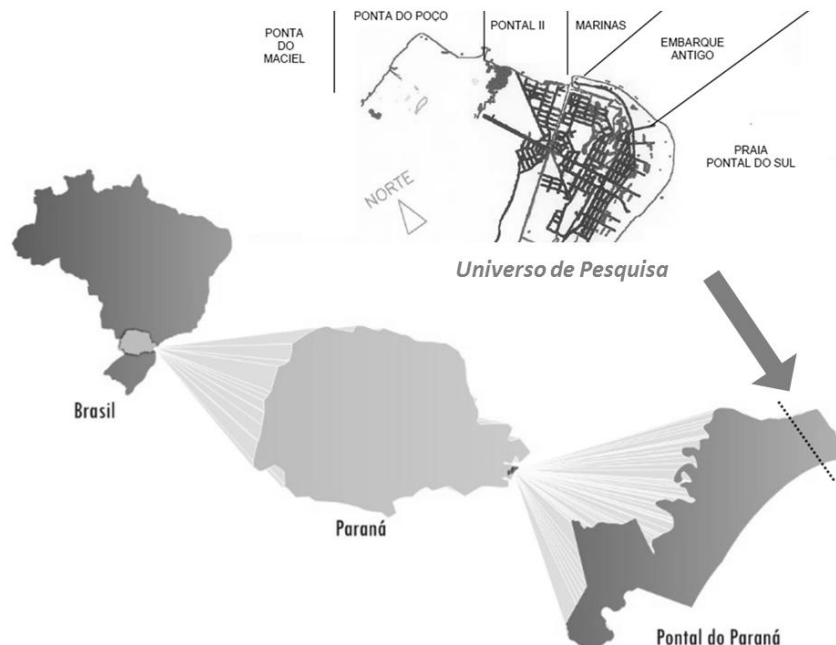 PONTA DO POÇO
PONTA
DO
MACIEL
PONTAL II
MARINAS
EMBARQUE
ANTIGO
PRAIA
PONTAL DO SUL
NORTE
Universo de Pesquisa
Brasil
Paraná
Pontal do Paraná